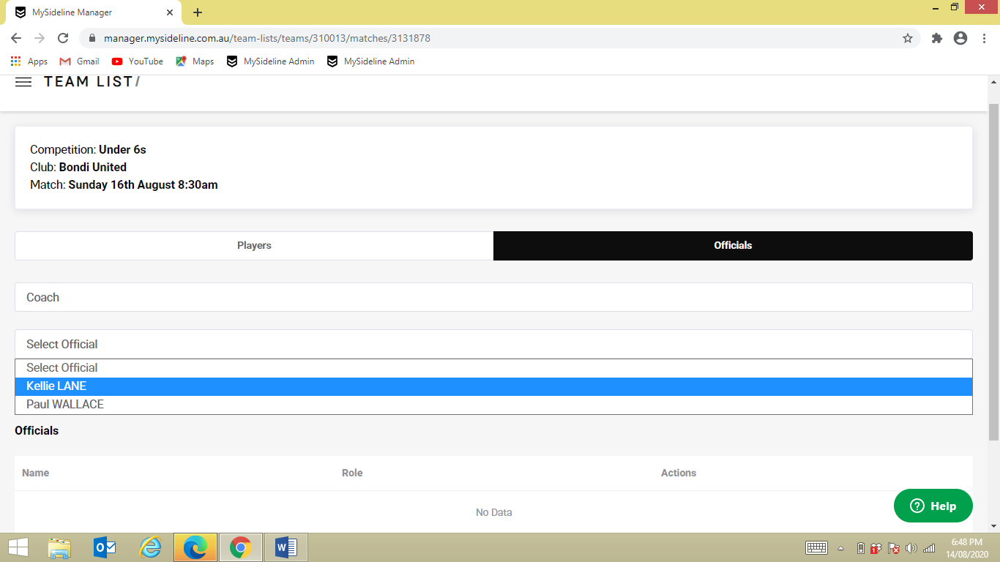 MySideline Manager
manager.mysideline.com.au/team-lists/teams/310013/matches/3131878
Apps Gmail YouTube Maps MySideline Admin MySideline Admin
TEAM LIST/
Competition: Under 6s
Club: Bondi United
Match: Sunday 16th August 8:30am
Players Officials
Coach
Select Official
Select Official
Kellie LANE
Paul WALLACE
Officials
Name Role Actions
No Data
? Help
6:48 PM
14/08/2020